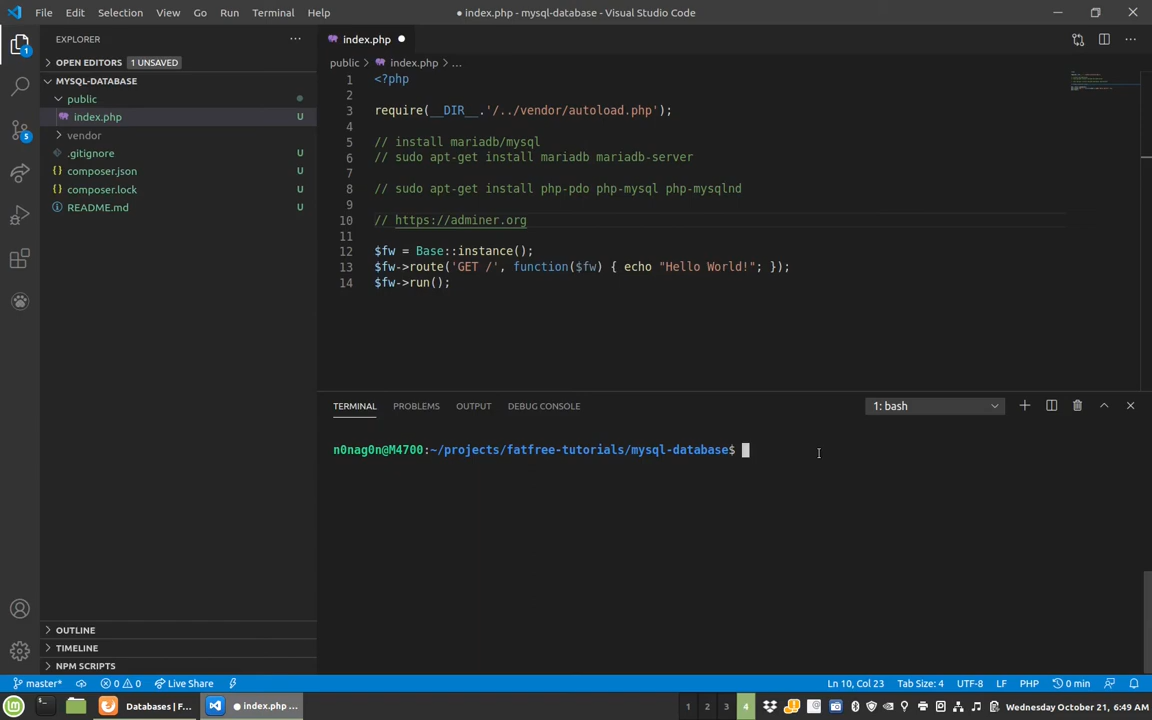 File Edit Selection View Go Run Terminal Help
● index.php - mysql-database - Visual Studio Code
EXPLORER
index.php
OPEN EDITORS 1 UNSAVED
public > index.php > ...
MYSQL-DATABASE
public
index.php U
vendor
.gitignore U
composer.json U
composer.lock U
README.md U
1 <?php
2
3 require(__DIR__.'/../vendor/autoload.php');
4
5 // install mariadb/mysql
6 // sudo apt-get install mariadb mariadb-server
7
8 // sudo apt-get install php-pdo php-mysql php-mysqlnd
9
10 // https://adminer.org
11
12 $fw = Base::instance();
13 $fw->route('GET /', function($fw) { echo "Hello World!"; });
14 $fw->run();
1
5
TERMINAL PROBLEMS OUTPUT DEBUG CONSOLE 1: bash
n0nag0n@M4700:~/projects/fatfree-tutorials/mysql-database$
OUTLINE
TIMELINE
NPM SCRIPTS
master* 0 0 Live Share Ln 10, Col 23 Tab Size: 4 UTF-8 LF PHP 0 min
Databases | F... ● index.php ... 1 2 3 4 Wednesday October 21, 6:49 AM